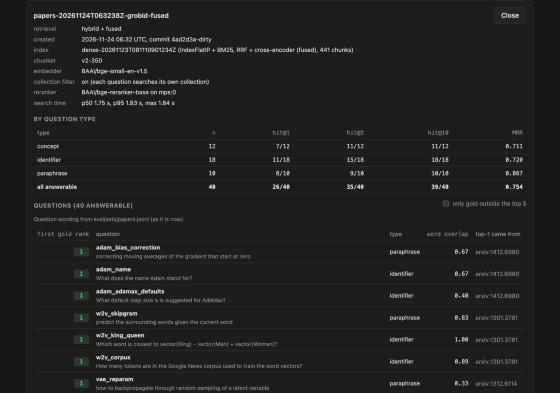 papers-20261124T063238Z-grobid-fused
Close
retrieval hybrid + fused
created 2026-11-24 06:32 UTC, commit 4ad2d3a-dirty
index dense-20261123T081110901234Z (IndexFlatIP + BM25, RRF + cross-encoder (fused), 441 chunks)
chunker v2-350
embedder BAAI/bge-small-en-v1.5
collection filter on (each question searches its own collection)
reranker BAAI/bge-reranker-base on mps:0
search time p50 1.75 s, p95 1.83 s, max 1.84 s
BY QUESTION TYPE
type n hit@1 hit@5 hit@10 MRR
concept 12 7/12 11/12 11/12 0.711
identifier 18 11/18 15/18 18/18 0.720
paraphrase 10 8/10 9/10 10/10 0.867
all answerable 40 26/40 35/40 39/40 0.754
QUESTIONS (40 ANSWERABLE)
only gold outside the top 5
Question wording from eval/sets/papers.jsonl (as it is now).
first gold rank question type word overlap top-1 came from
1 adam_bias_correction paraphrase 0.67 arxiv:1412.6980
correcting moving averages of the gradient that start at zero
1 adam_name identifier 0.67 arxiv:1412.6980
What does the name Adam stand for?
1 adam_adamax_defaults identifier 0.40 arxiv:1412.6980
What default step size α is suggested for AdaMax?
1 w2v_skipgram paraphrase 0.83 arxiv:1301.3781
predict the surrounding words given the current word
1 w2v_king_queen identifier 1.00 arxiv:1301.3781
Which word is closest to vector(King) − vector(Man) + vector(Woman)?
1 w2v_corpus identifier 0.89 arxiv:1301.3781
How many tokens are in the Google News corpus used to train the word vectors?
1 vae_reparam paraphrase 0.33 arxiv:1312.6114
how to backpropagate through random sampling of a latent variable